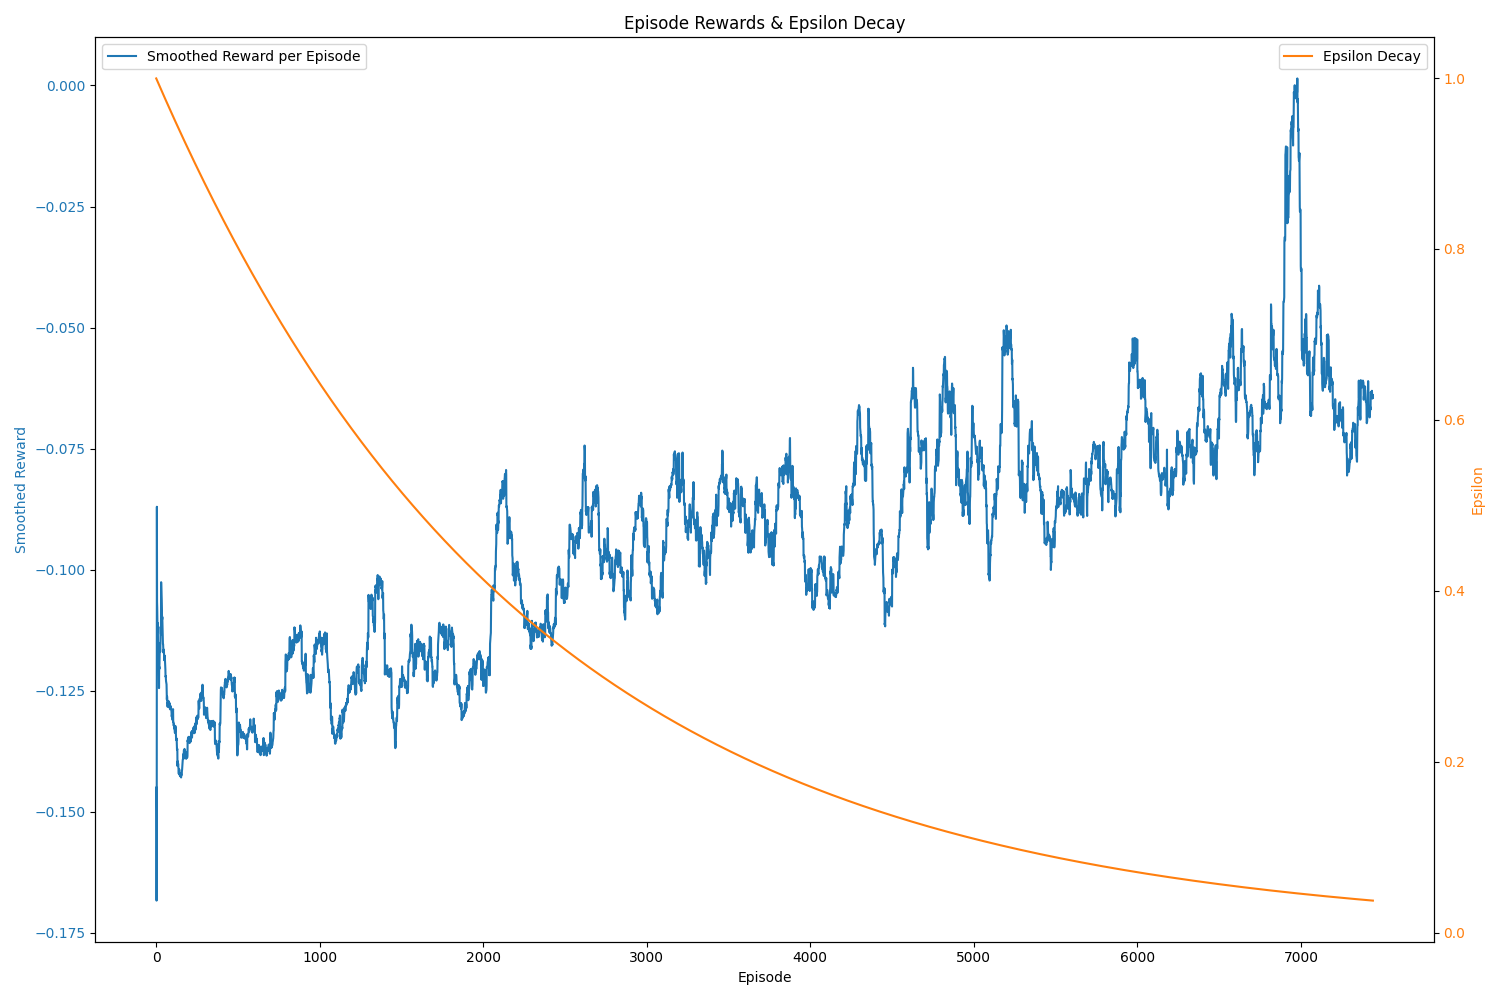 Episode Rewards & Epsilon Decay
Smoothed Reward per Episode
Epsilon Decay
0.000
−0.025
−0.050
−0.075
−0.100
−0.125
−0.150
−0.175
Smoothed Reward
1.0
0.8
0.6
0.4
0.2
0.0
Epsilon
0 1000 2000 3000 4000 5000 6000 7000
Episode